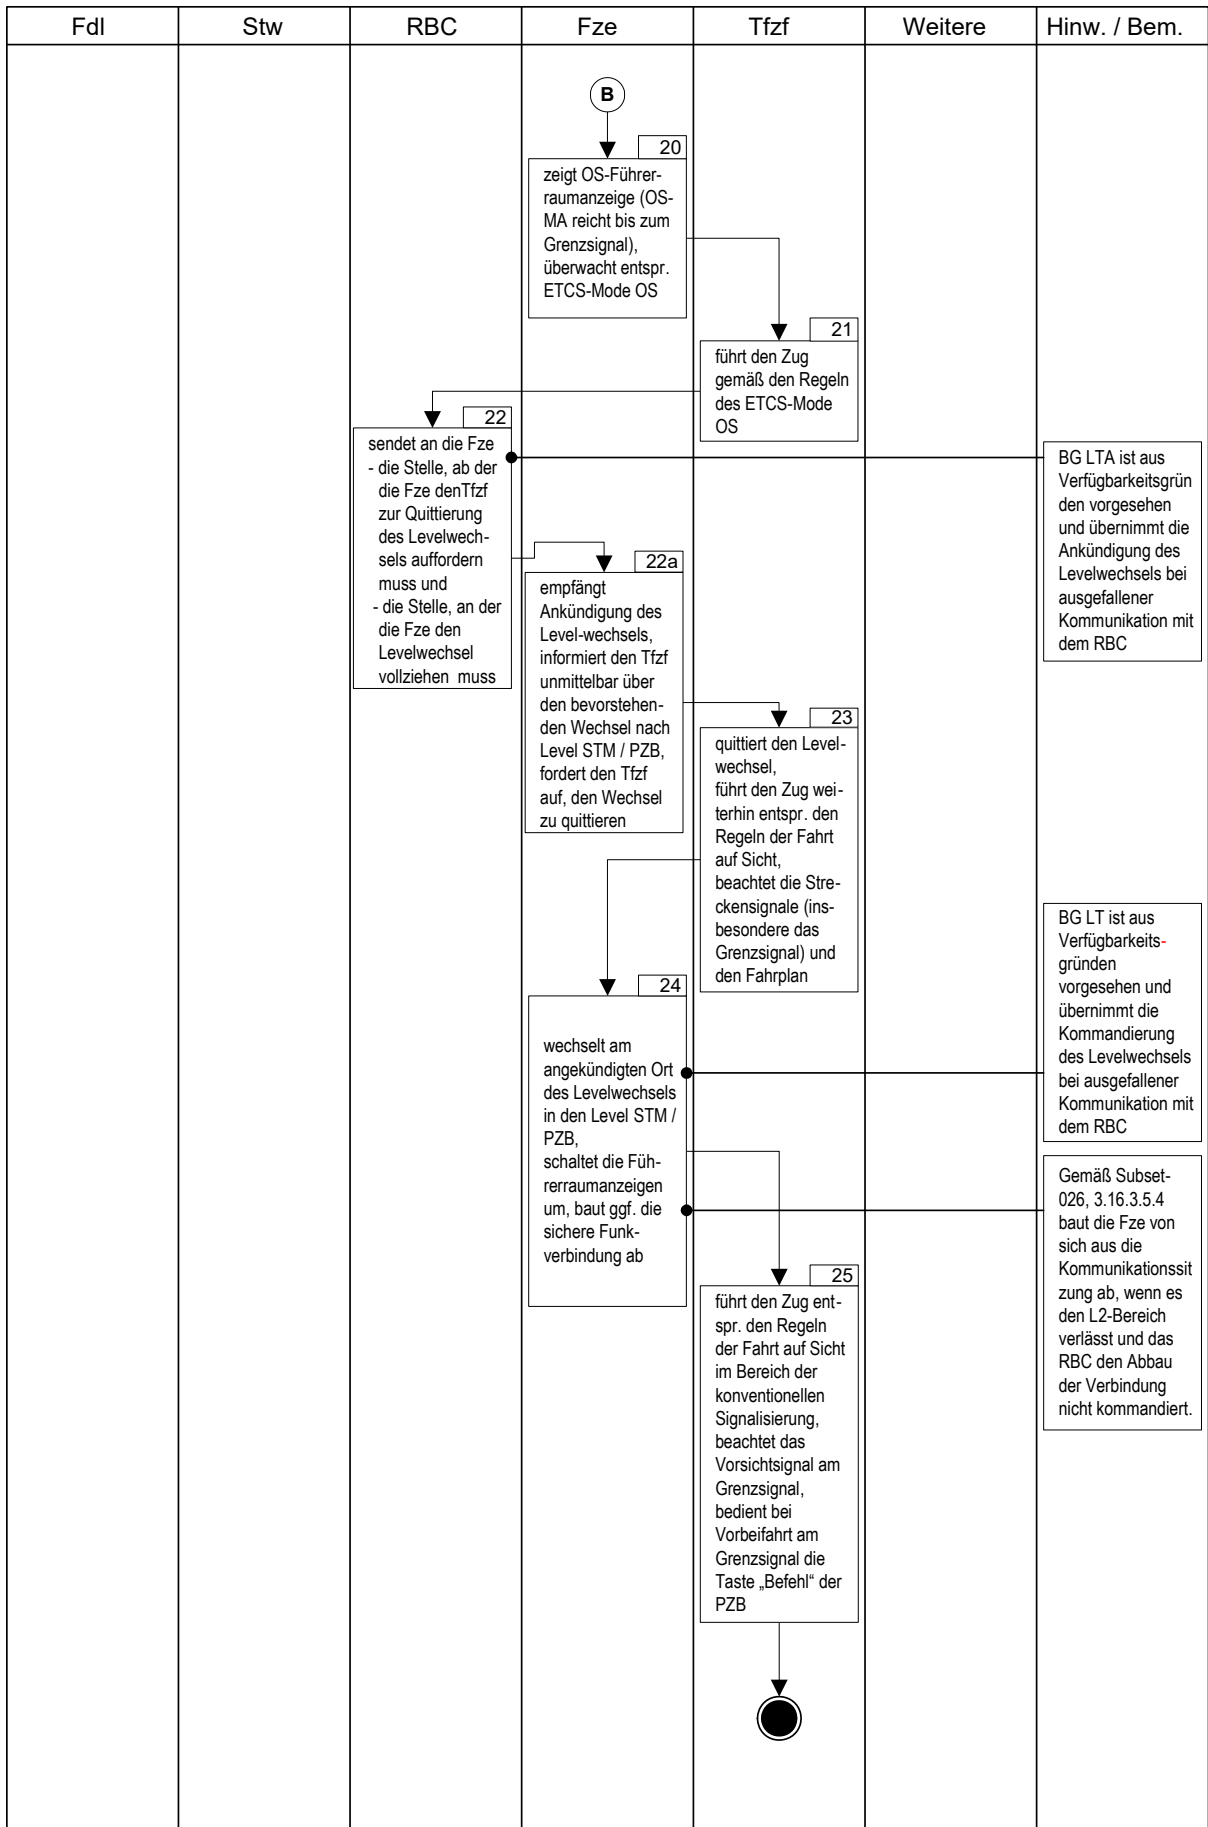 Fdl
Stw
RBC
Fze
Tfzf
Weitere
Hinw. / Bem.
B
20
zeigt OS-Führer-
raumanzeige (OS-
MA reicht bis zum
Grenzsignal),
überwacht entspr.
ETCS-Mode OS
21
führt den Zug
gemäß den Regeln
des ETCS-Mode
OS
22
sendet an die Fze
- die Stelle, ab der
die Fze denTfzf
zur Quittierung
des Levelwech-
sels auffordern
muss und
- die Stelle, an der
die Fze den
Levelwechsel
vollziehen muss
BG LTA ist aus
Verfügbarkeitsgrün
den vorgesehen
und übernimmt die
Ankündigung des
Levelwechsels bei
ausgefallener
Kommunikation mit
dem RBC
22a
empfängt
Ankündigung des
Level-wechsels,
informiert den Tfzf
unmittelbar über
den bevorstehen-
den Wechsel nach
Level STM / PZB,
fordert den Tfzf
auf, den Wechsel
zu quittieren
23
quittiert den Level-
wechsel,
führt den Zug wei-
terhin entspr. den
Regeln der Fahrt
auf Sicht,
beachtet die Stre-
ckensignale (ins-
besondere das
Grenzsignal) und
den Fahrplan
24
wechselt am
angekündigten Ort
des Levelwechsels
in den Level STM /
PZB,
schaltet die Füh-
rerraumanzeigen
um, baut ggf. die
sichere Funk-
verbindung ab
BG LT ist aus
Verfügbarkeits-
gründen
vorgesehen und
übernimmt die
Kommandierung
des Levelwechsels
bei ausgefallener
Kommunikation mit
dem RBC
Gemäß Subset-
026, 3.16.3.5.4
baut die Fze von
sich aus die
Kommunikationssit
zung ab, wenn es
den L2-Bereich
verlässt und das
RBC den Abbau
der Verbindung
nicht kommandiert.
25
führt den Zug ent-
spr. den Regeln
der Fahrt auf Sicht
im Bereich der
konventionellen
Signalisierung,
beachtet das
Vorsichtsignal am
Grenzsignal,
bedient bei
Vorbeifahrt am
Grenzsignal die
Taste „Befehl“ der
PZB